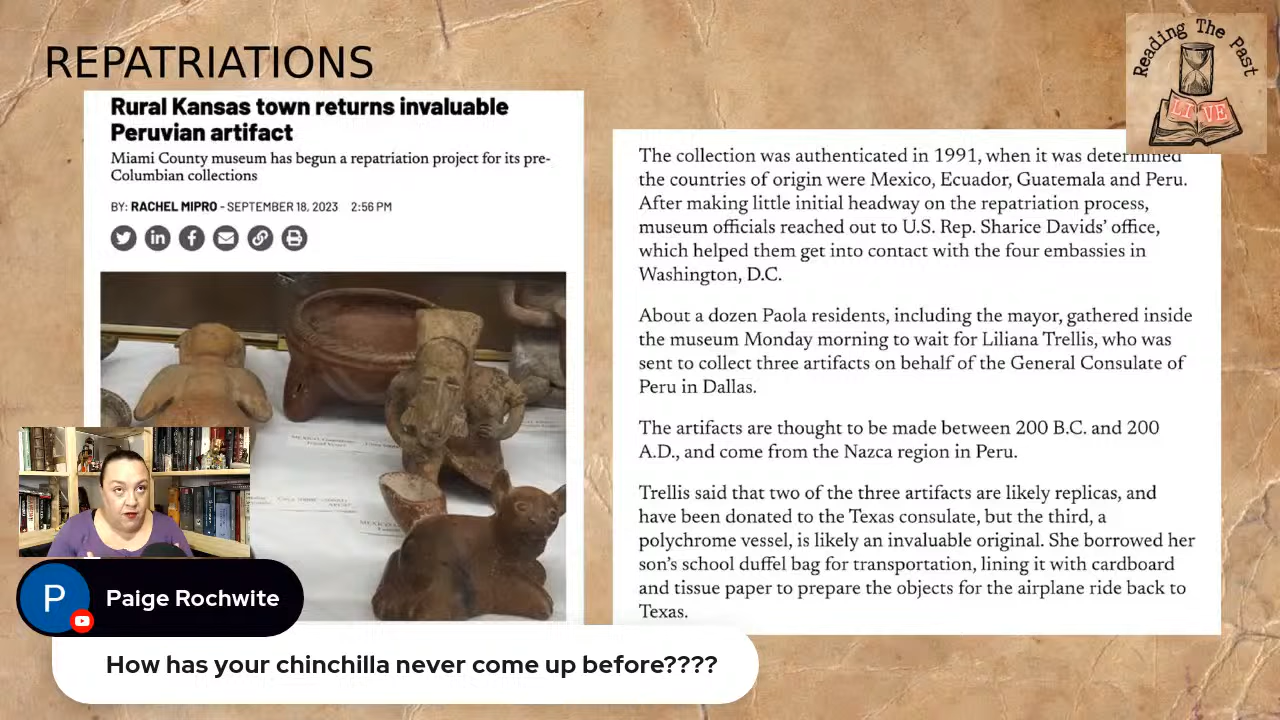 REPATRIATIONS
Reading The Past
LIVE
Rural Kansas town returns invaluable
Peruvian artifact
Miami County museum has begun a repatriation project for its pre-
Columbian collections
BY: RACHEL MIPRO - SEPTEMBER 18, 2023 2:56 PM
The collection was authenticated in 1991, when it was determined
the countries of origin were Mexico, Ecuador, Guatemala and Peru.
After making little initial headway on the repatriation process,
museum officials reached out to U.S. Rep. Sharice Davids’ office,
which helped them get into contact with the four embassies in
Washington, D.C.
About a dozen Paola residents, including the mayor, gathered inside
the museum Monday morning to wait for Liliana Trellis, who was
sent to collect three artifacts on behalf of the General Consulate of
Peru in Dallas.
The artifacts are thought to be made between 200 B.C. and 200
A.D., and come from the Nazca region in Peru.
Trellis said that two of the three artifacts are likely replicas, and
have been donated to the Texas consulate, but the third, a
polychrome vessel, is likely an invaluable original. She borrowed her
son’s school duffel bag for transportation, lining it with cardboard
and tissue paper to prepare the objects for the airplane ride back to
Texas.
P
Paige Rochwite
How has your chinchilla never come up before????